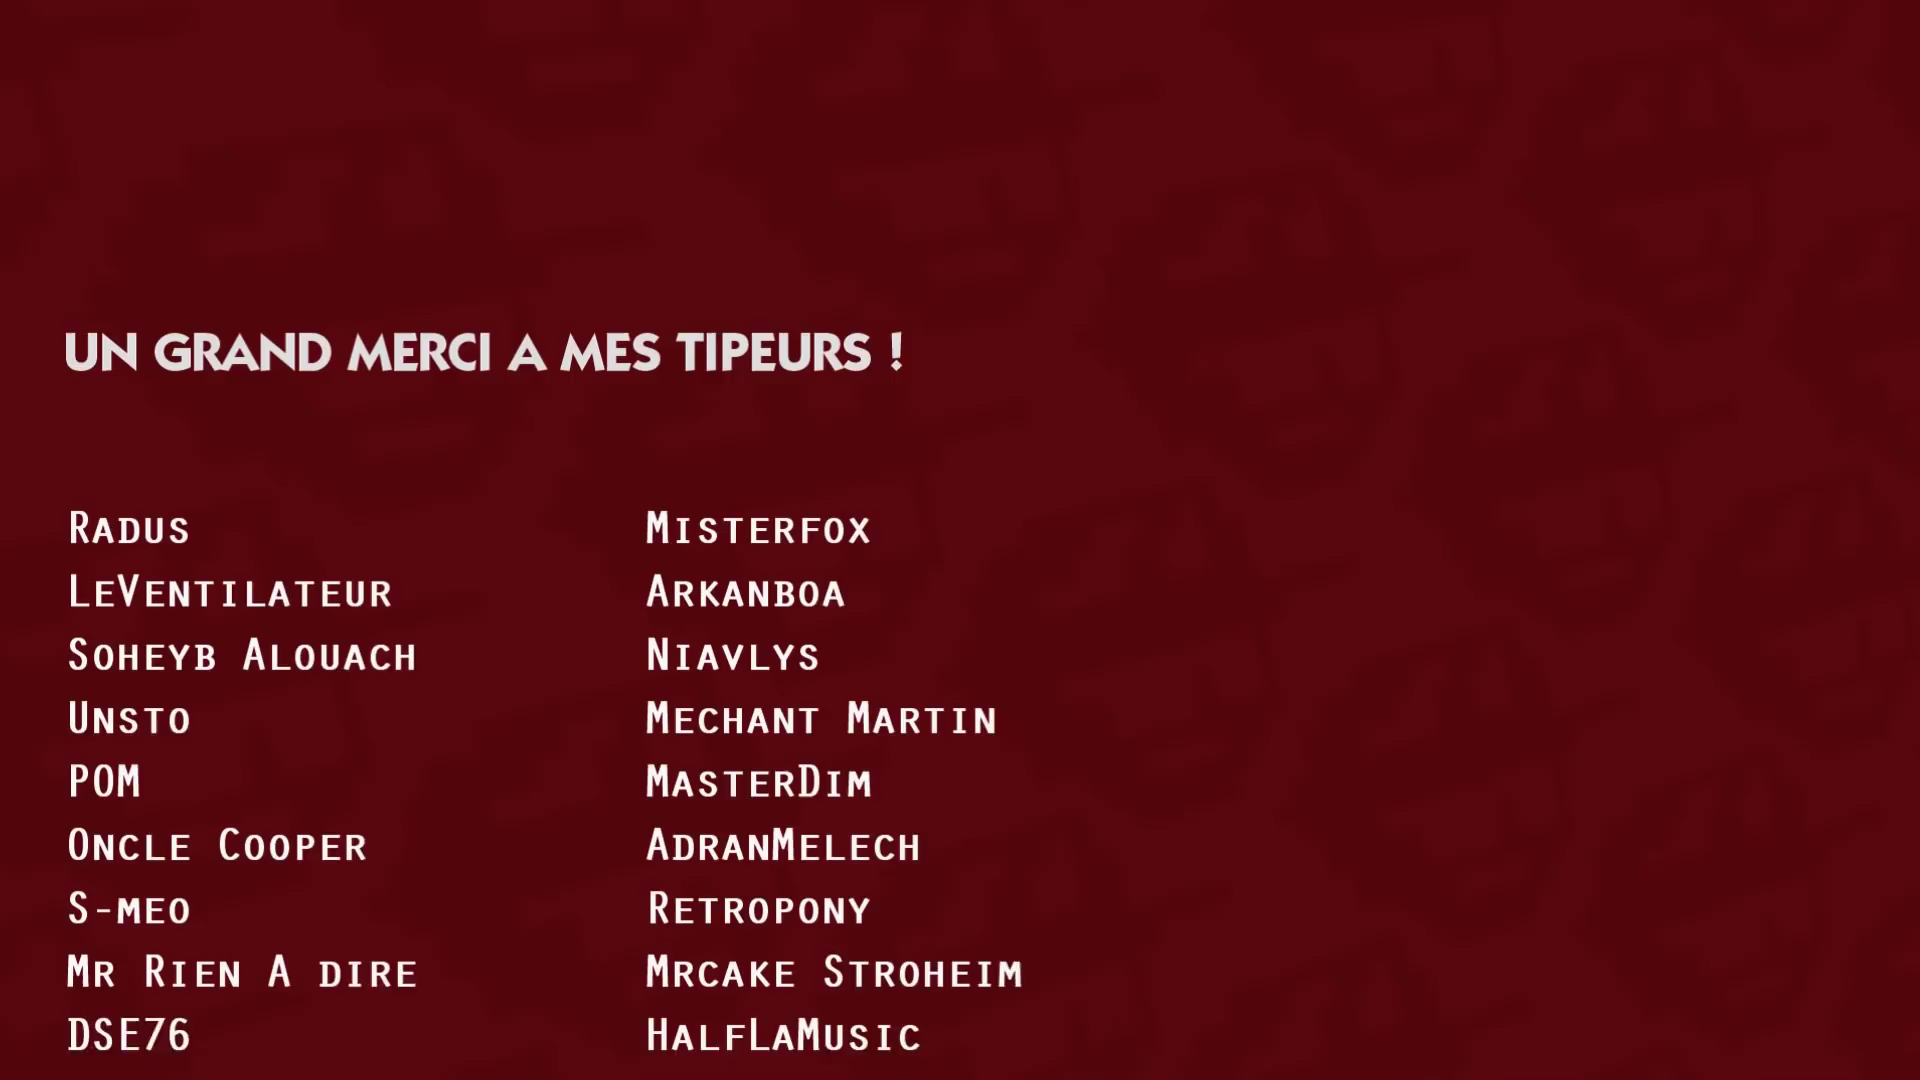 UN GRAND MERCI A MES TIPEURS !
Radus
LeVentilateur
Soheyb Alouach
Unsto
POM
Oncle Cooper
S-meo
Mr Rien A dire
DSE76
Misterfox
Arkanboa
Niavlys
Mechant Martin
MasterDim
AdranMelech
Retropony
Mrcake Stroheim
HalfLaMusic